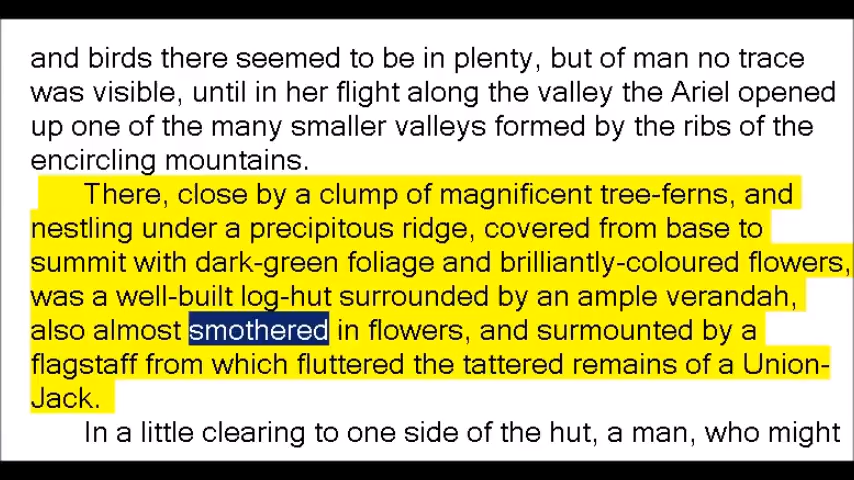 and birds there seemed to be in plenty, but of man no trace
was visible, until in her flight along the valley the Ariel opened
up one of the many smaller valleys formed by the ribs of the
encircling mountains.
There, close by a clump of magnificent tree-ferns, and
nestling under a precipitous ridge, covered from base to
summit with dark-green foliage and brilliantly-coloured flowers,
was a well-built log-hut surrounded by an ample verandah,
also almost smothered in flowers, and surmounted by a
flagstaff from which fluttered the tattered remains of a Union-
Jack.
In a little clearing to one side of the hut, a man, who might